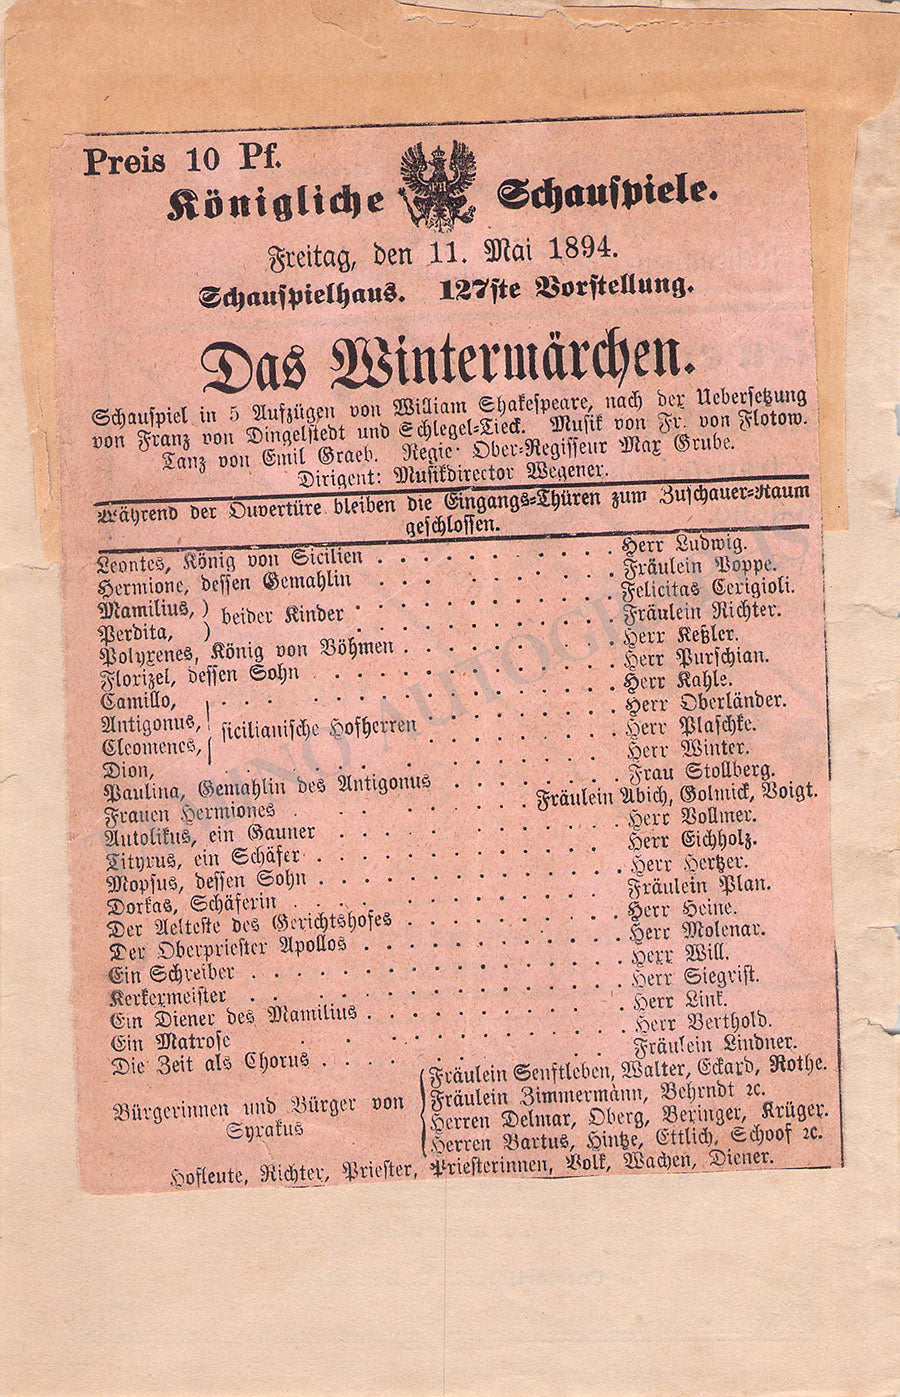 Preis 10 Pf.
Königliche Schauspiele.
Freitag, den 11. Mai 1894.
Schauspielhaus. 127ste Vorstellung.
Das Wintermärchen.
Schauspiel in 5 Aufzügen von William Shakespeare, nach der Uebersetzung
von Franz von Dingelstedt und Schlegel-Tieck. Musik von Fr. von Flotow.
Tanz von Emil Graeb. Regie: Ober-Regisseur Max Grube.
Dirigent: Musikdirector Wegener.
Während der Ouvertüre bleiben die Eingangs-Thüren zum Zuschauer-Raum
geschlossen.
Leontes, König von Sicilien . . . . . . . . . . Herr Ludwig.
Hermione, dessen Gemahlin . . . . . . . . . . Fräulein Poppe.
Mamilius, ) beider Kinder . . . . . . . . . . Felicitas Cerigioli.
Perdita, ) . . . . . . . . . . Fräulein Richter.
Polyxenes, König von Böhmen . . . . . . . . . Herr Keßler.
Florizel, dessen Sohn . . . . . . . . . . . . Herr Purschian.
Camillo, . . . . . . . . . . Herr Kahle.
Antigonus, sicilianische Hofherren . . . . . . . Herr Oberländer.
Cleomenes, . . . . . . . Herr Plaschke.
Dion, . . . . . . . Herr Winter.
Paulina, Gemahlin des Antigonus . . . . . . . Frau Stollberg.
Frauen Hermiones . . . . . . . Fräulein Abich, Golmick, Voigt.
Autolikus, ein Gauner . . . . . . . . . . . . Herr Vollmer.
Tityrus, ein Schäfer . . . . . . . . . . . . Herr Eichholz.
Mopsus, dessen Sohn . . . . . . . . . . . . Herr Hertzer.
Dorkas, Schäferin . . . . . . . . . . . . Fräulein Plan.
Der Aelteste des Gerichtshofes . . . . . . . . . Herr Heine.
Der Oberpriester Apollos . . . . . . . . . . Herr Molenar.
Ein Schreiber . . . . . . . . . . . . . . Herr Will.
Kerkermeister . . . . . . . . . . . . . . Herr Siegrist.
Ein Diener des Mamilius . . . . . . . . . . Herr Link.
Ein Matrose . . . . . . . . . . . . Herr Berthold.
Die Zeit als Chorus . . . . . . . . . . . . Fräulein Lindner.
Fräulein Senftleben, Walter, Eckard, Rothe.
Bürgerinnen und Bürger von Fräulein Zimmermann, Behrndt ꝛc.
Syrakus Herren Delmar, Oberg, Beringer, Krüger.
Herren Bartus, Hintze, Ettlich, Schoof ꝛc.
Hofleute, Richter, Priester, Priesterinnen, Volk, Wachen, Diener.